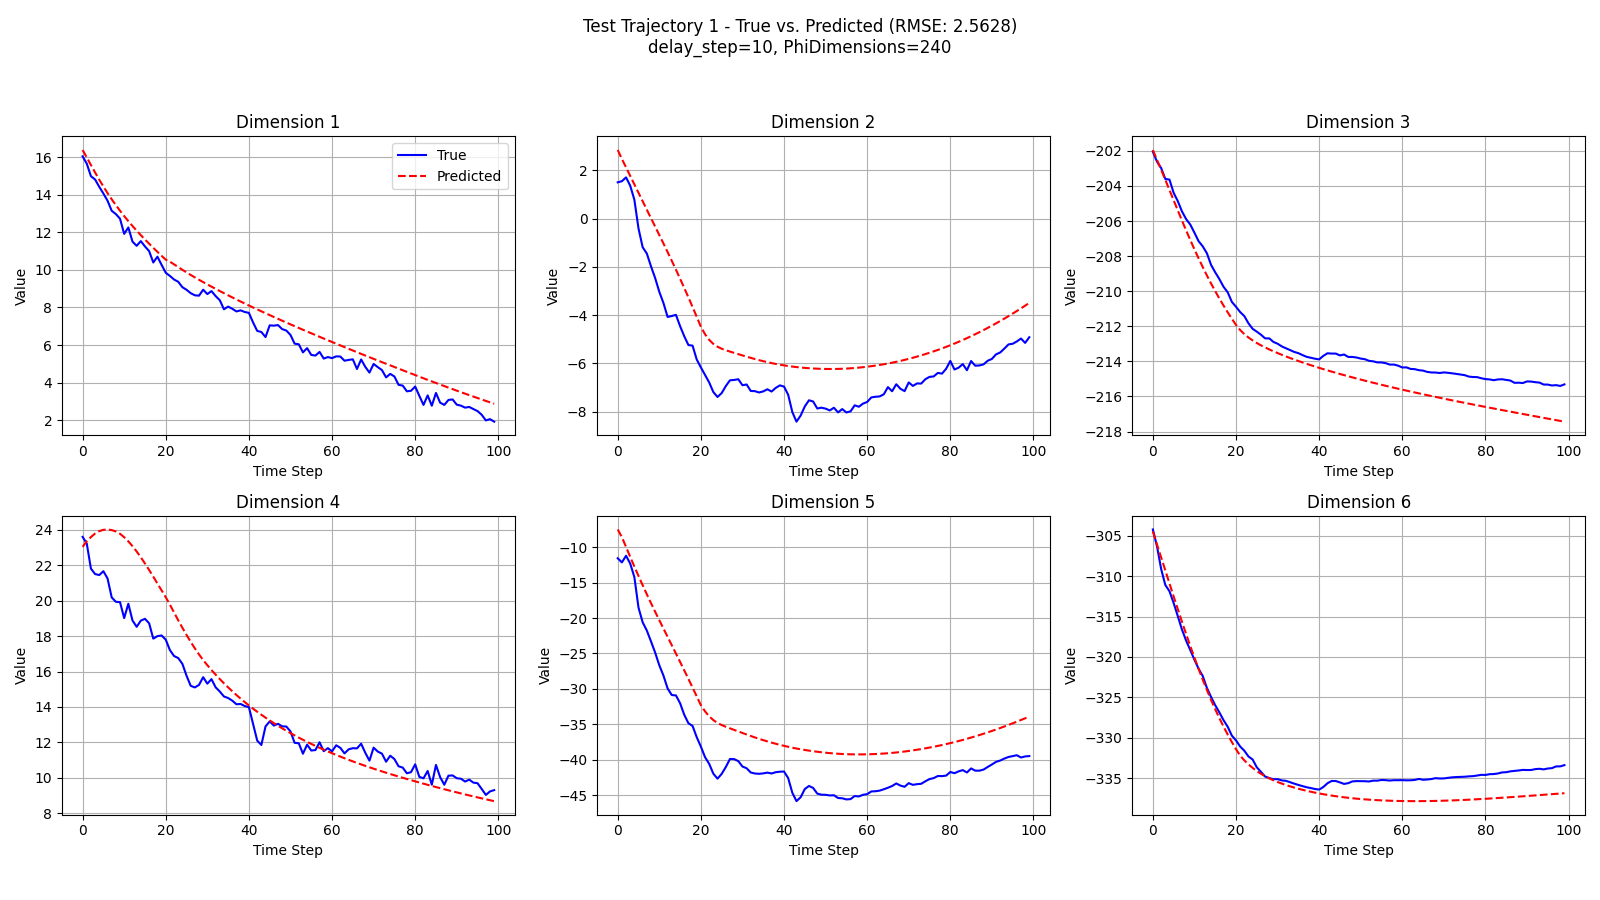 Test Trajectory 1 - True vs. Predicted (RMSE: 2.5628)
delay_step=10, PhiDimensions=240
Dimension 1
True
Predicted
16
14
12
10
8
6
4
2
Value
0 20 40 60 80 100
Time Step
Dimension 2
2
0
−2
−4
−6
−8
Value
0 20 40 60 80 100
Time Step
Dimension 3
−202
−204
−206
−208
−210
−212
−214
−216
−218
Value
0 20 40 60 80 100
Time Step
Dimension 4
24
22
20
18
16
14
12
10
8
Value
0 20 40 60 80 100
Time Step
Dimension 5
−10
−15
−20
−25
−30
−35
−40
−45
Value
0 20 40 60 80 100
Time Step
Dimension 6
−305
−310
−315
−320
−325
−330
−335
Value
0 20 40 60 80 100
Time Step